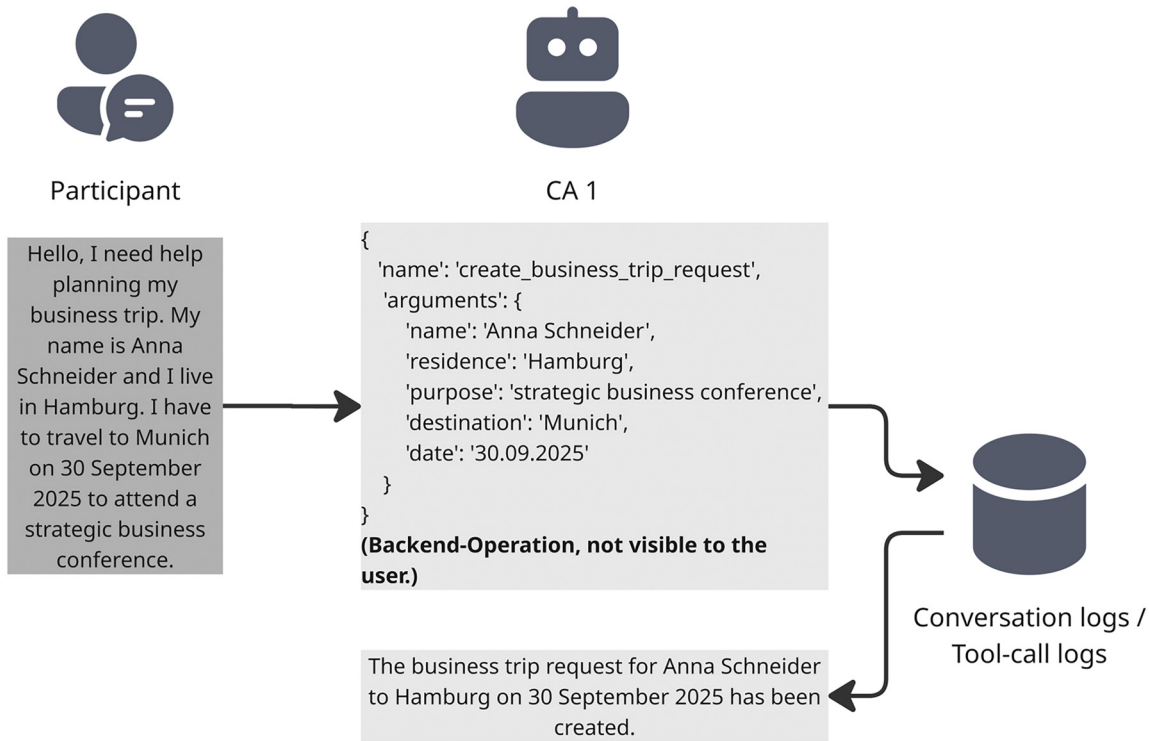 Participant
CA 1
Hello, I need help
planning my
business trip. My
name is Anna
Schneider and I live
in Hamburg. I have
to travel to Munich
on 30 September
2025 to attend a
strategic business
conference.
{
'name': 'create_business_trip_request',
'arguments': {
'name': 'Anna Schneider',
'residence': 'Hamburg',
'purpose': 'strategic business conference',
'destination': 'Munich',
'date': '30.09.2025'
}
}
(Backend-Operation, not visible to the
user.)
Conversation logs /
Tool-call logs
The business trip request for Anna Schneider
to Hamburg on 30 September 2025 has been
created.